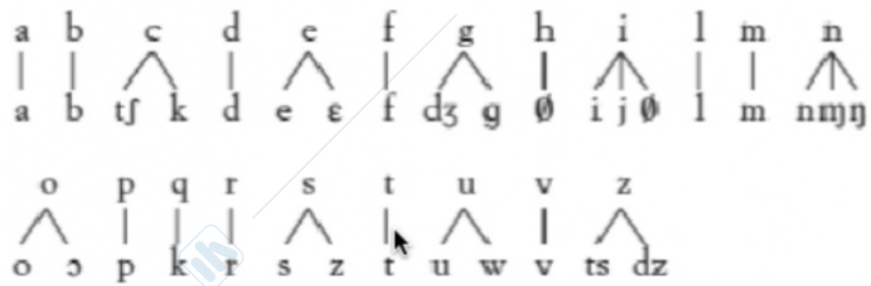 a b c d e f g h i l m n
a b tʃ k d e ɛ f dʒ g Ø i j Ø l m n ɱ ŋ
o p q r s t u v z
o ɔ p k r s z t u w v ts dz